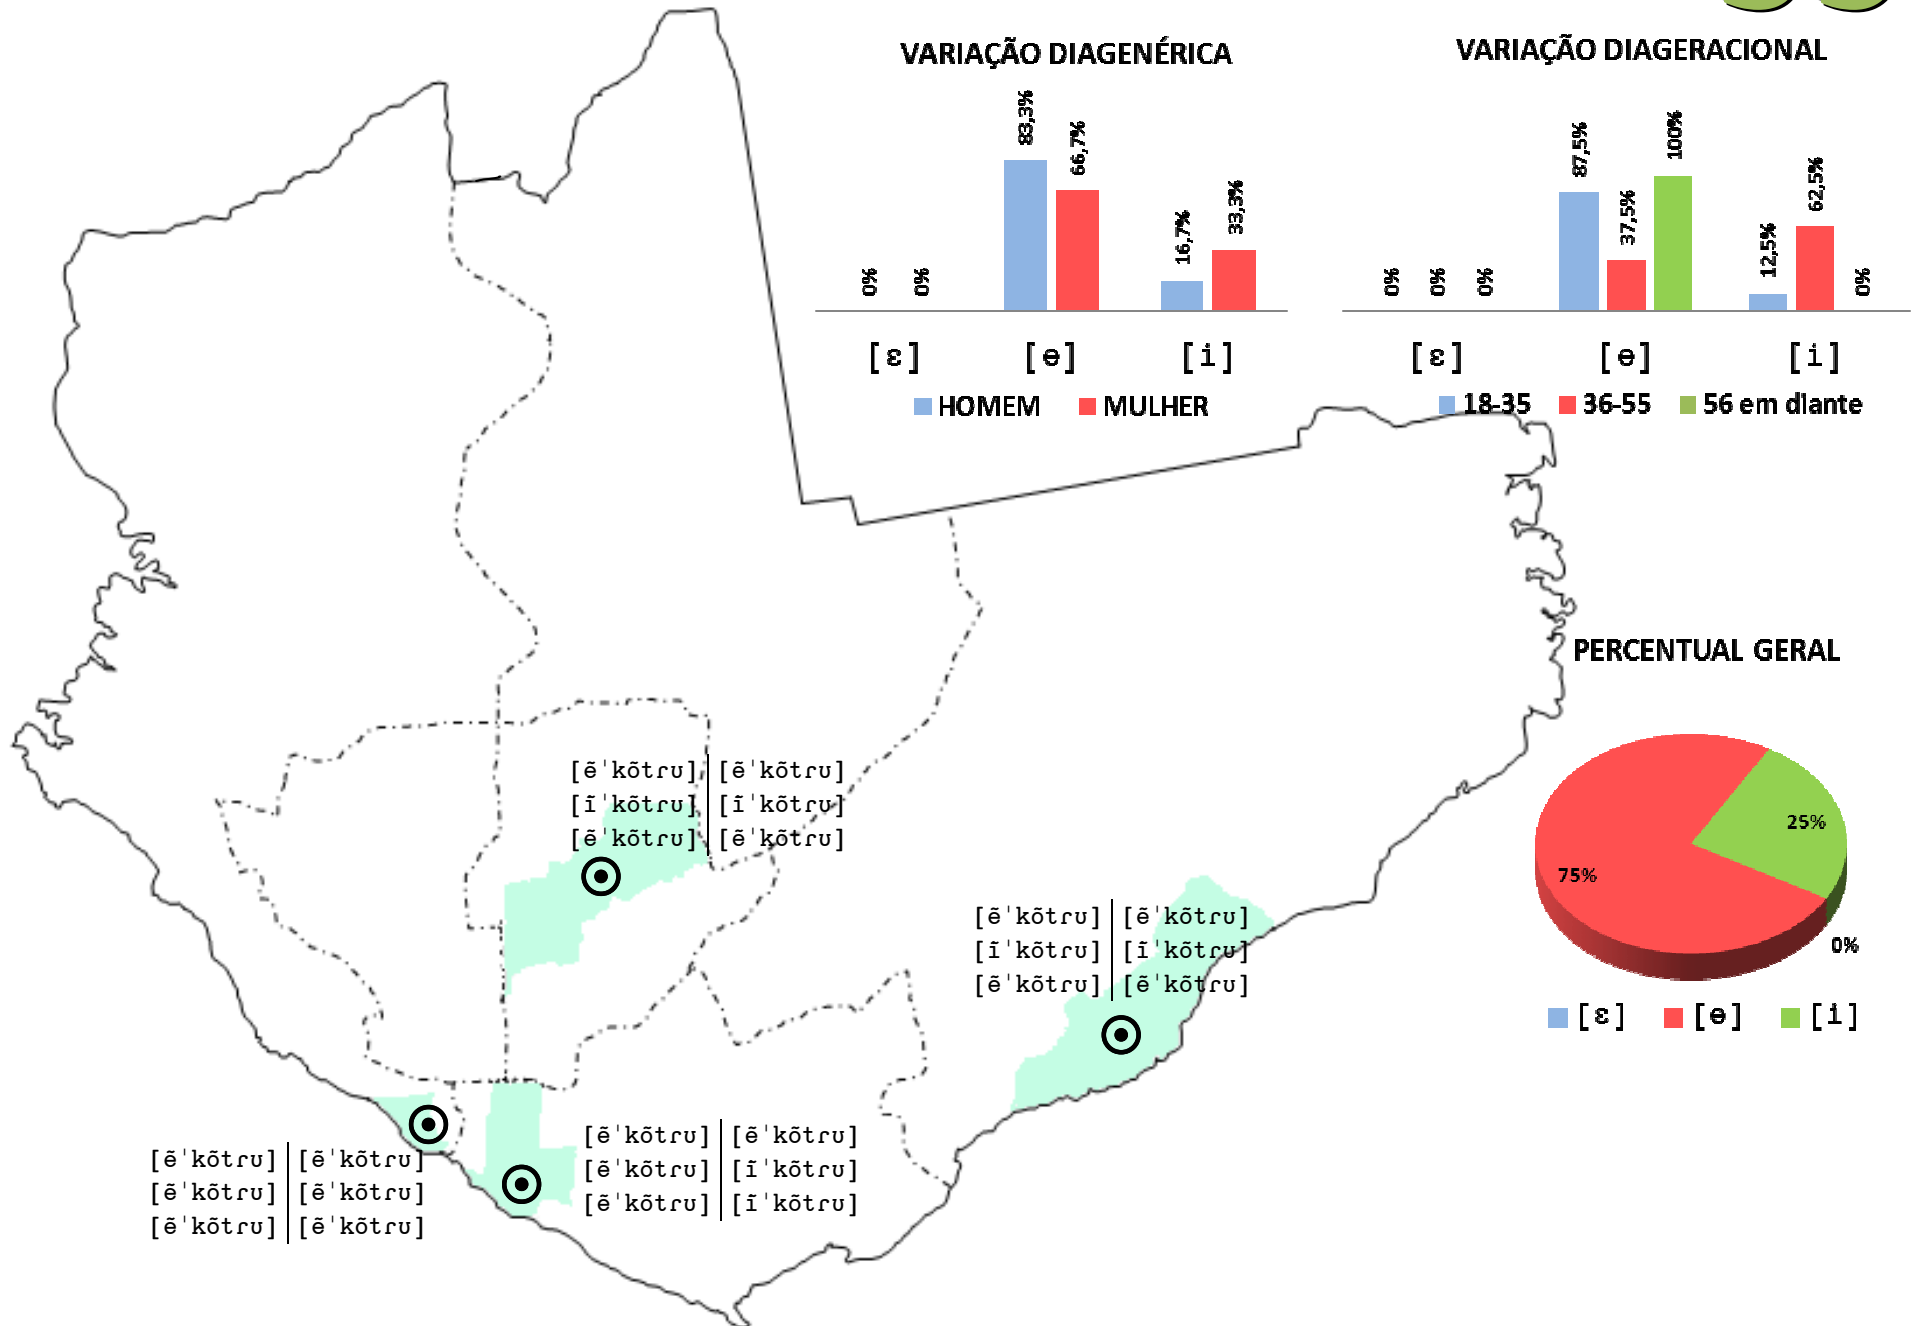 VARIAÇÃO DIAGENÉRICA
83,3%
66,7%
33,3%
16,7%
0%
0%
[ɛ] [ɵ] [i]
HOMEM MULHER
VARIAÇÃO DIAGERACIONAL
100%
87,5%
62,5%
37,5%
12,5%
0% 0% 0% 0%
[ɛ] [ɵ] [i]
18-35 36-55 56 em diante
PERCENTUAL GERAL
25%
75%
0%
[ɛ] [ɵ] [i]
[ẽˈkõtɾʊ] [ẽˈkõtɾʊ]
[ĩˈkõtɾʊ] [ĩˈkõtɾʊ]
[ẽˈkõtɾʊ] [ẽˈkõtɾʊ]
[ẽˈkõtɾʊ] [ẽˈkõtɾʊ]
[ĩˈkõtɾʊ] [ĩˈkõtɾʊ]
[ẽˈkõtɾʊ] [ẽˈkõtɾʊ]
[ẽˈkõtɾʊ] [ẽˈkõtɾʊ]
[ẽˈkõtɾʊ] [ĩˈkõtɾʊ]
[ẽˈkõtɾʊ] [ĩˈkõtɾʊ]
[ẽˈkõtɾʊ] [ẽˈkõtɾʊ]
[ẽˈkõtɾʊ] [ẽˈkõtɾʊ]
[ẽˈkõtɾʊ] [ẽˈkõtɾʊ]